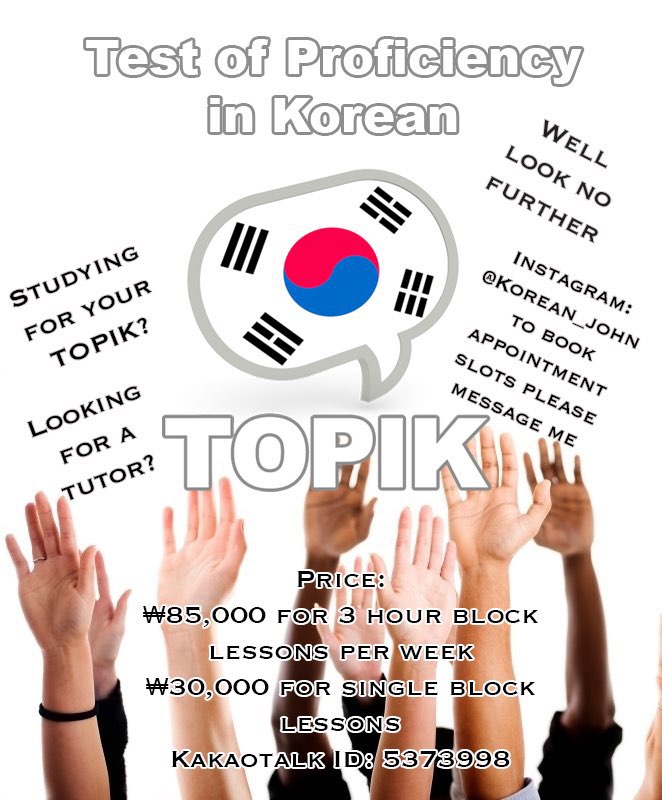 Test of Proficiency
in Korean
WELL
LOOK NO
FURTHER
STUDYING
FOR YOUR
TOPIK?
INSTAGRAM:
@KOREAN_JOHN
TO BOOK
APPOINTMENT
SLOTS PLEASE
MESSAGE ME
LOOKING
FOR A
TUTOR?
TOPIK
PRICE:
₩85,000 FOR 3 HOUR BLOCK
LESSONS PER WEEK
₩30,000 FOR SINGLE BLOCK
LESSONS
KAKAOTALK ID: 5373998